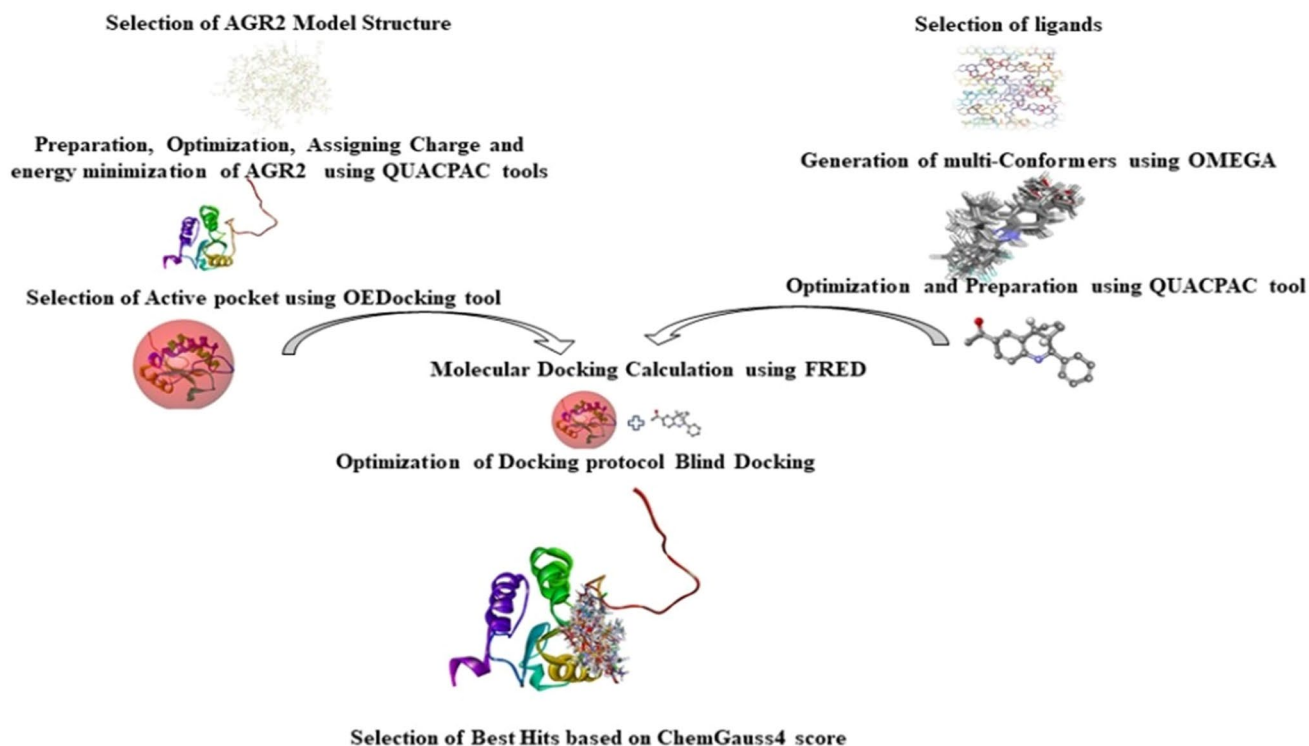 Selection of AGR2 Model Structure
Preparation, Optimization, Assigning Charge and
energy minimization of AGR2 using QUACPAC tools
Selection of Active pocket using OEDocking tool
Selection of ligands
Generation of multi-Conformers using OMEGA
Optimization and Preparation using QUACPAC tool
Molecular Docking Calculation using FRED
Optimization of Docking protocol Blind Docking
Selection of Best Hits based on ChemGauss4 score